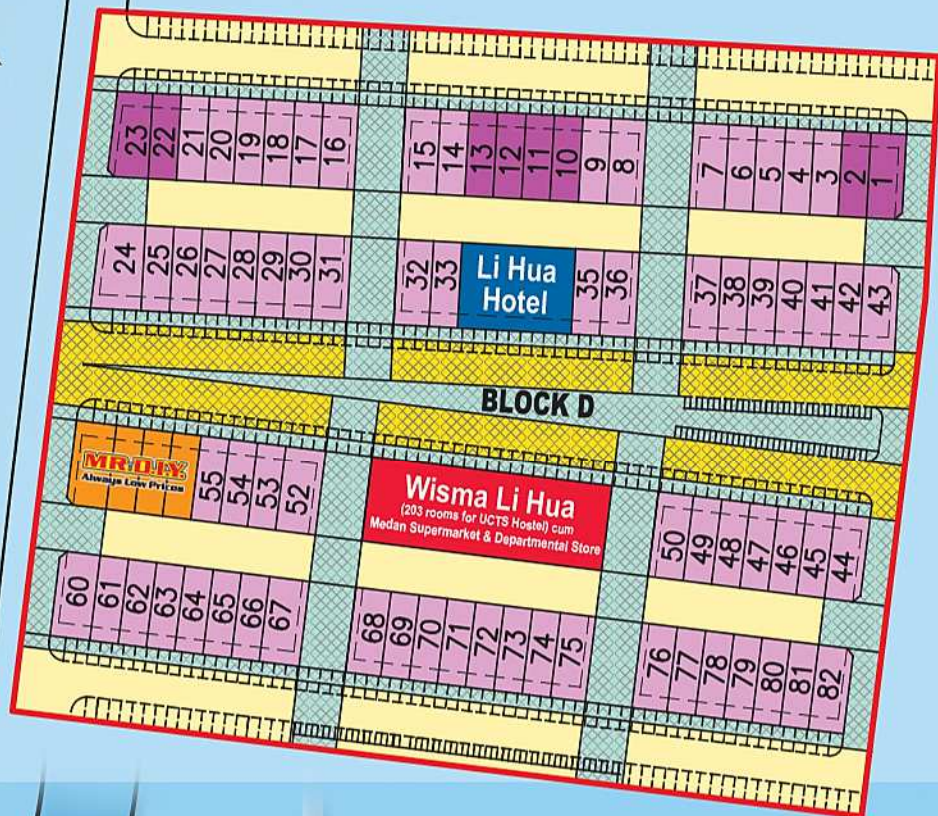 23 22 21 20 19 18 17 16
15 14 13 12 11 10 9 8
7 6 5 4 3 2 1
24 25 26 27 28 29 30 31
32 33
Li Hua
Hotel
35 36
37 38 39 40 41 42 43
BLOCK D
MR.D.I.Y.
Always Low Prices
55 54 53 52
Wisma Li Hua
(203 rooms for UCTS Hostel) cum
Medan Supermarket & Departmental Store
50 49 48 47 46 45 44
60 61 62 63 64 65 66 67
68 69 70 71 72 73 74 75
76 77 78 79 80 81 82